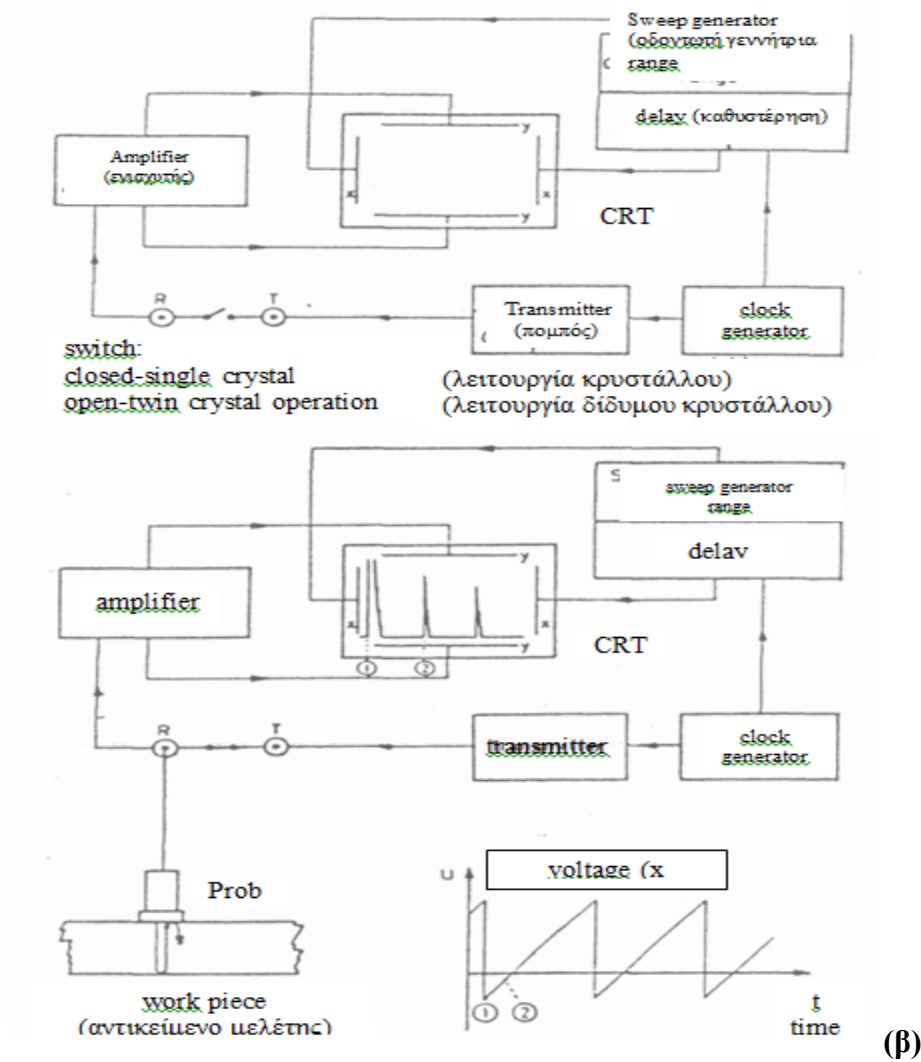 Sweep generator
(οδοντωτή γεννήτρια
range
delay (καθυστέρηση)
Amplifier
(ενισχυτής)
y
x
x
y
CRT
R
T
Transmitter
(πομπός)
clock
generator
switch:
closed-single crystal
open-twin crystal operation
(λειτουργία κρυστάλλου)
(λειτουργία δίδυμου κρυστάλλου)
S
sweep generator
range
delav
amplifier
y
x
x
y
CRT
1
2
R
T
transmitter
clock
generator
Prob
work piece
(αντικείμενο μελέτης)
U
voltage (x
1
2
t
time
(β)